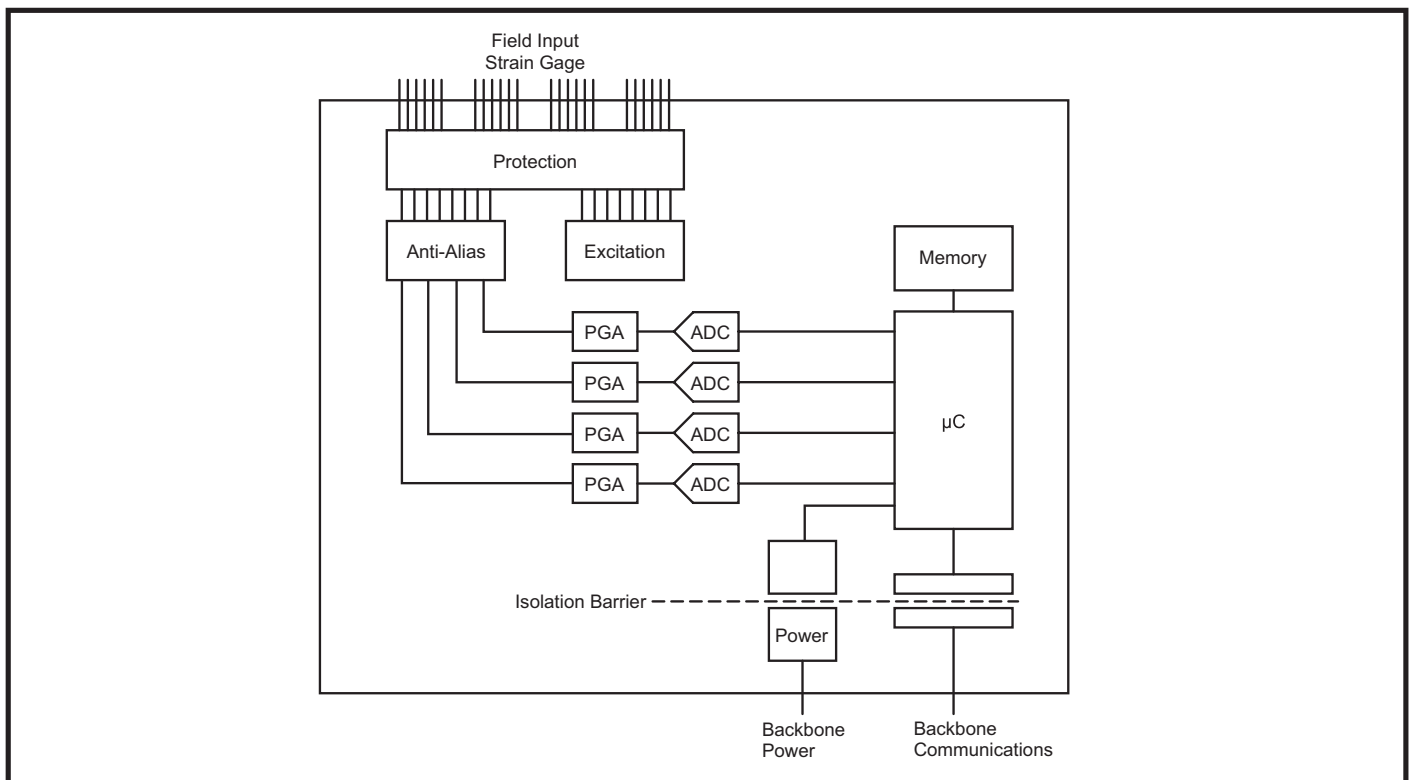 Field Input
Strain Gage
Protection
Anti-Alias
Excitation
Memory
PGA
ADC
PGA
ADC
µC
PGA
ADC
PGA
ADC
Isolation Barrier
Power
Backbone
Power
Backbone
Communications